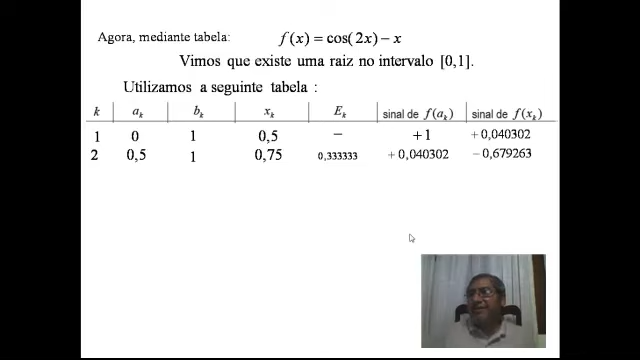 Agora, mediante tabela: f(x) = cos(2x) − x
Vimos que existe uma raiz no intervalo [0,1].
Utilizamos a seguinte tabela :
k a_k b_k x_k E_k sinal de f(a_k) sinal de f(x_k)
1 0 1 0,5 − +1 +0,040302
2 0,5 1 0,75 0,333333 +0,040302 −0,679263